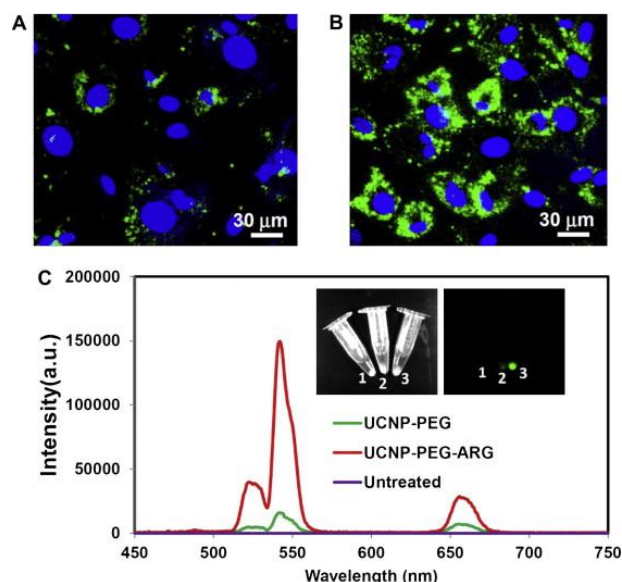 A
B
30 μm
30 μm
C
200000
150000
100000
50000
0
Intensity(a.u.)
1 2 3
1 2 3
UCNP-PEG
UCNP-PEG-ARG
Untreated
450 500 550 600 650 700 750
Wavelength (nm)